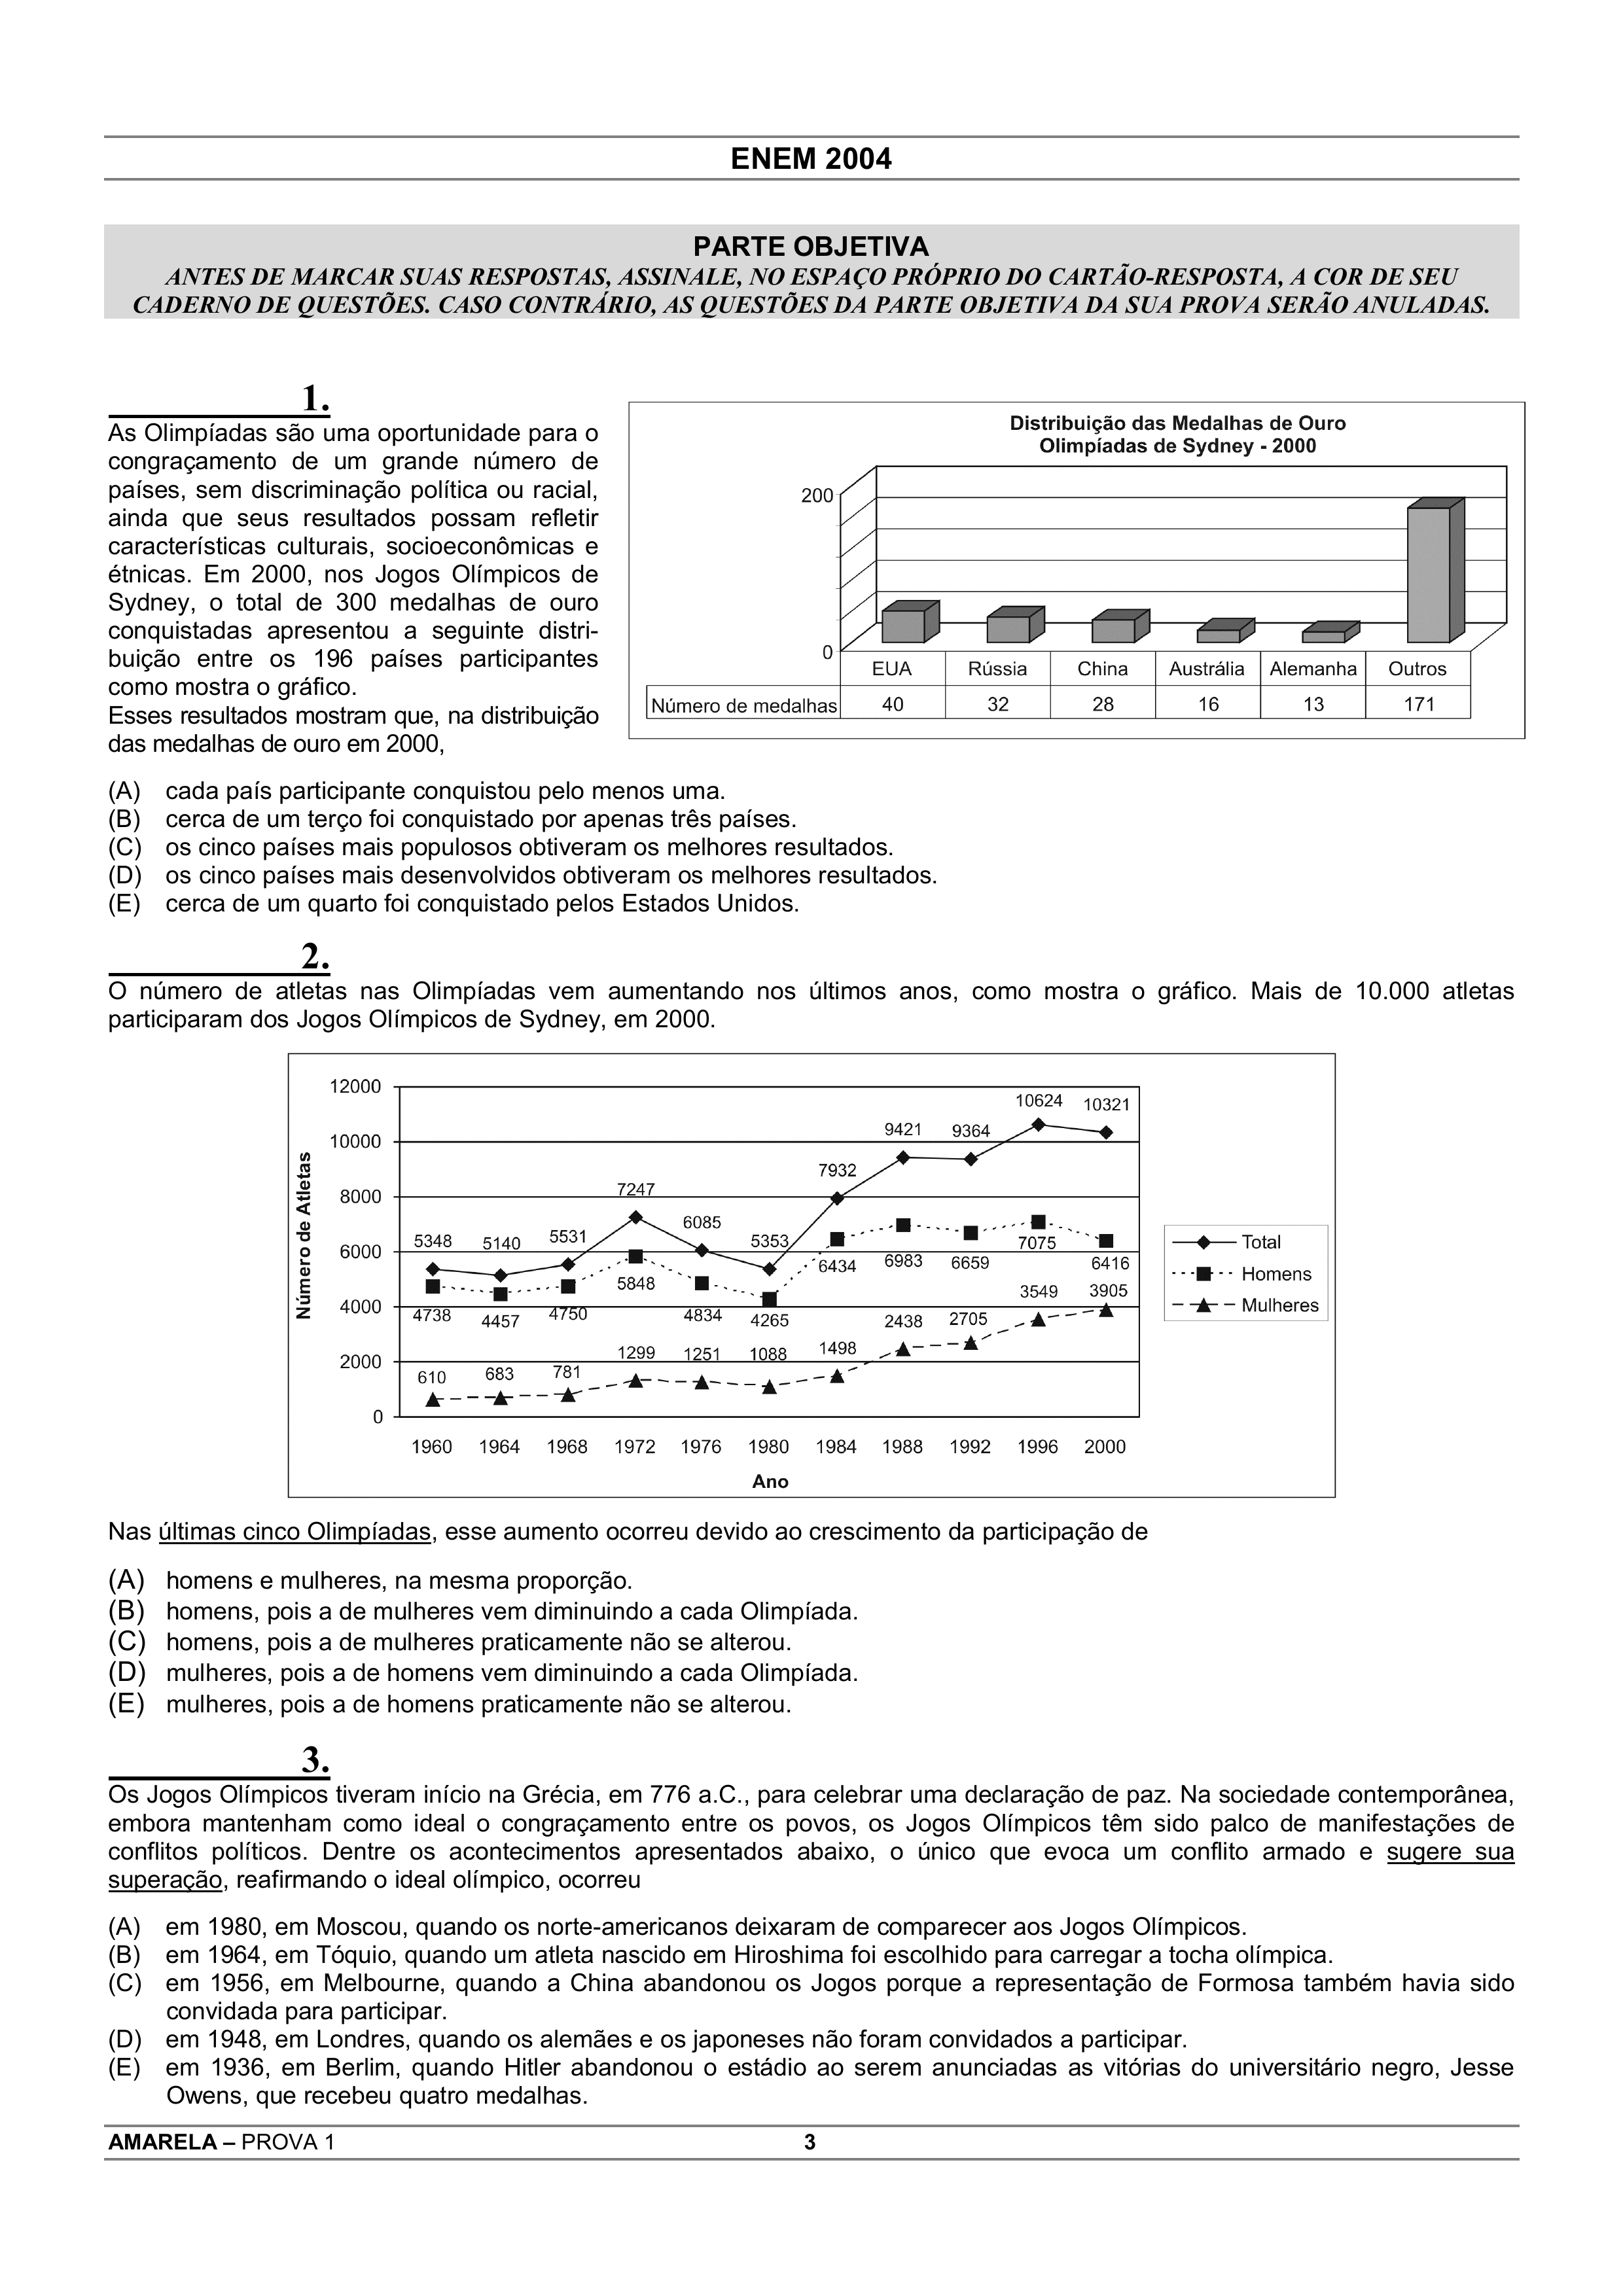 ENEM 2004
PARTE OBJETIVA
ANTES DE MARCAR SUAS RESPOSTAS, ASSINALE, NO ESPAÇO PRÓPRIO DO CARTÃO-RESPOSTA, A COR DE SEU
CADERNO DE QUESTÕES. CASO CONTRÁRIO, AS QUESTÕES DA PARTE OBJETIVA DA SUA PROVA SERÃO ANULADAS.
1.
As Olimpíadas são uma oportunidade para o
congraçamento de um grande número de
países, sem discriminação política ou racial,
ainda que seus resultados possam refletir
características culturais, socioeconômicas e
étnicas. Em 2000, nos Jogos Olímpicos de
Sydney, o total de 300 medalhas de ouro
conquistadas apresentou a seguinte distri-
buição entre os 196 países participantes
como mostra o gráfico.
Esses resultados mostram que, na distribuição
das medalhas de ouro em 2000,
Distribuição das Medalhas de Ouro
Olimpíadas de Sydney - 2000
200
0
EUA Rússia China Austrália Alemanha Outros
Número de medalhas 40 32 28 16 13 171
(A) cada país participante conquistou pelo menos uma.
(B) cerca de um terço foi conquistado por apenas três países.
(C) os cinco países mais populosos obtiveram os melhores resultados.
(D) os cinco países mais desenvolvidos obtiveram os melhores resultados.
(E) cerca de um quarto foi conquistado pelos Estados Unidos.
2.
O número de atletas nas Olimpíadas vem aumentando nos últimos anos, como mostra o gráfico. Mais de 10.000 atletas
participaram dos Jogos Olímpicos de Sydney, em 2000.
Número de Atletas
12000
10000
8000
6000
4000
2000
0
5348 5140 5531 7247 6085 5353 7932 9421 9364 10624 10321
4738 4457 4750 5848 4834 4265 6434 6983 6659 7075 6416
610 683 781 1299 1251 1088 1498 2438 2705 3549 3905
1960 1964 1968 1972 1976 1980 1984 1988 1992 1996 2000
Ano
Total
Homens
Mulheres
Nas últimas cinco Olimpíadas, esse aumento ocorreu devido ao crescimento da participação de
(A) homens e mulheres, na mesma proporção.
(B) homens, pois a de mulheres vem diminuindo a cada Olimpíada.
(C) homens, pois a de mulheres praticamente não se alterou.
(D) mulheres, pois a de homens vem diminuindo a cada Olimpíada.
(E) mulheres, pois a de homens praticamente não se alterou.
3.
Os Jogos Olímpicos tiveram início na Grécia, em 776 a.C., para celebrar uma declaração de paz. Na sociedade contemporânea,
embora mantenham como ideal o congraçamento entre os povos, os Jogos Olímpicos têm sido palco de manifestações de
conflitos políticos. Dentre os acontecimentos apresentados abaixo, o único que evoca um conflito armado e sugere sua
superação, reafirmando o ideal olímpico, ocorreu
(A) em 1980, em Moscou, quando os norte-americanos deixaram de comparecer aos Jogos Olímpicos.
(B) em 1964, em Tóquio, quando um atleta nascido em Hiroshima foi escolhido para carregar a tocha olímpica.
(C) em 1956, em Melbourne, quando a China abandonou os Jogos porque a representação de Formosa também havia sido
convidada para participar.
(D) em 1948, em Londres, quando os alemães e os japoneses não foram convidados a participar.
(E) em 1936, em Berlim, quando Hitler abandonou o estádio ao serem anunciadas as vitórias do universitário negro, Jesse
Owens, que recebeu quatro medalhas.
AMARELA – PROVA 1 3